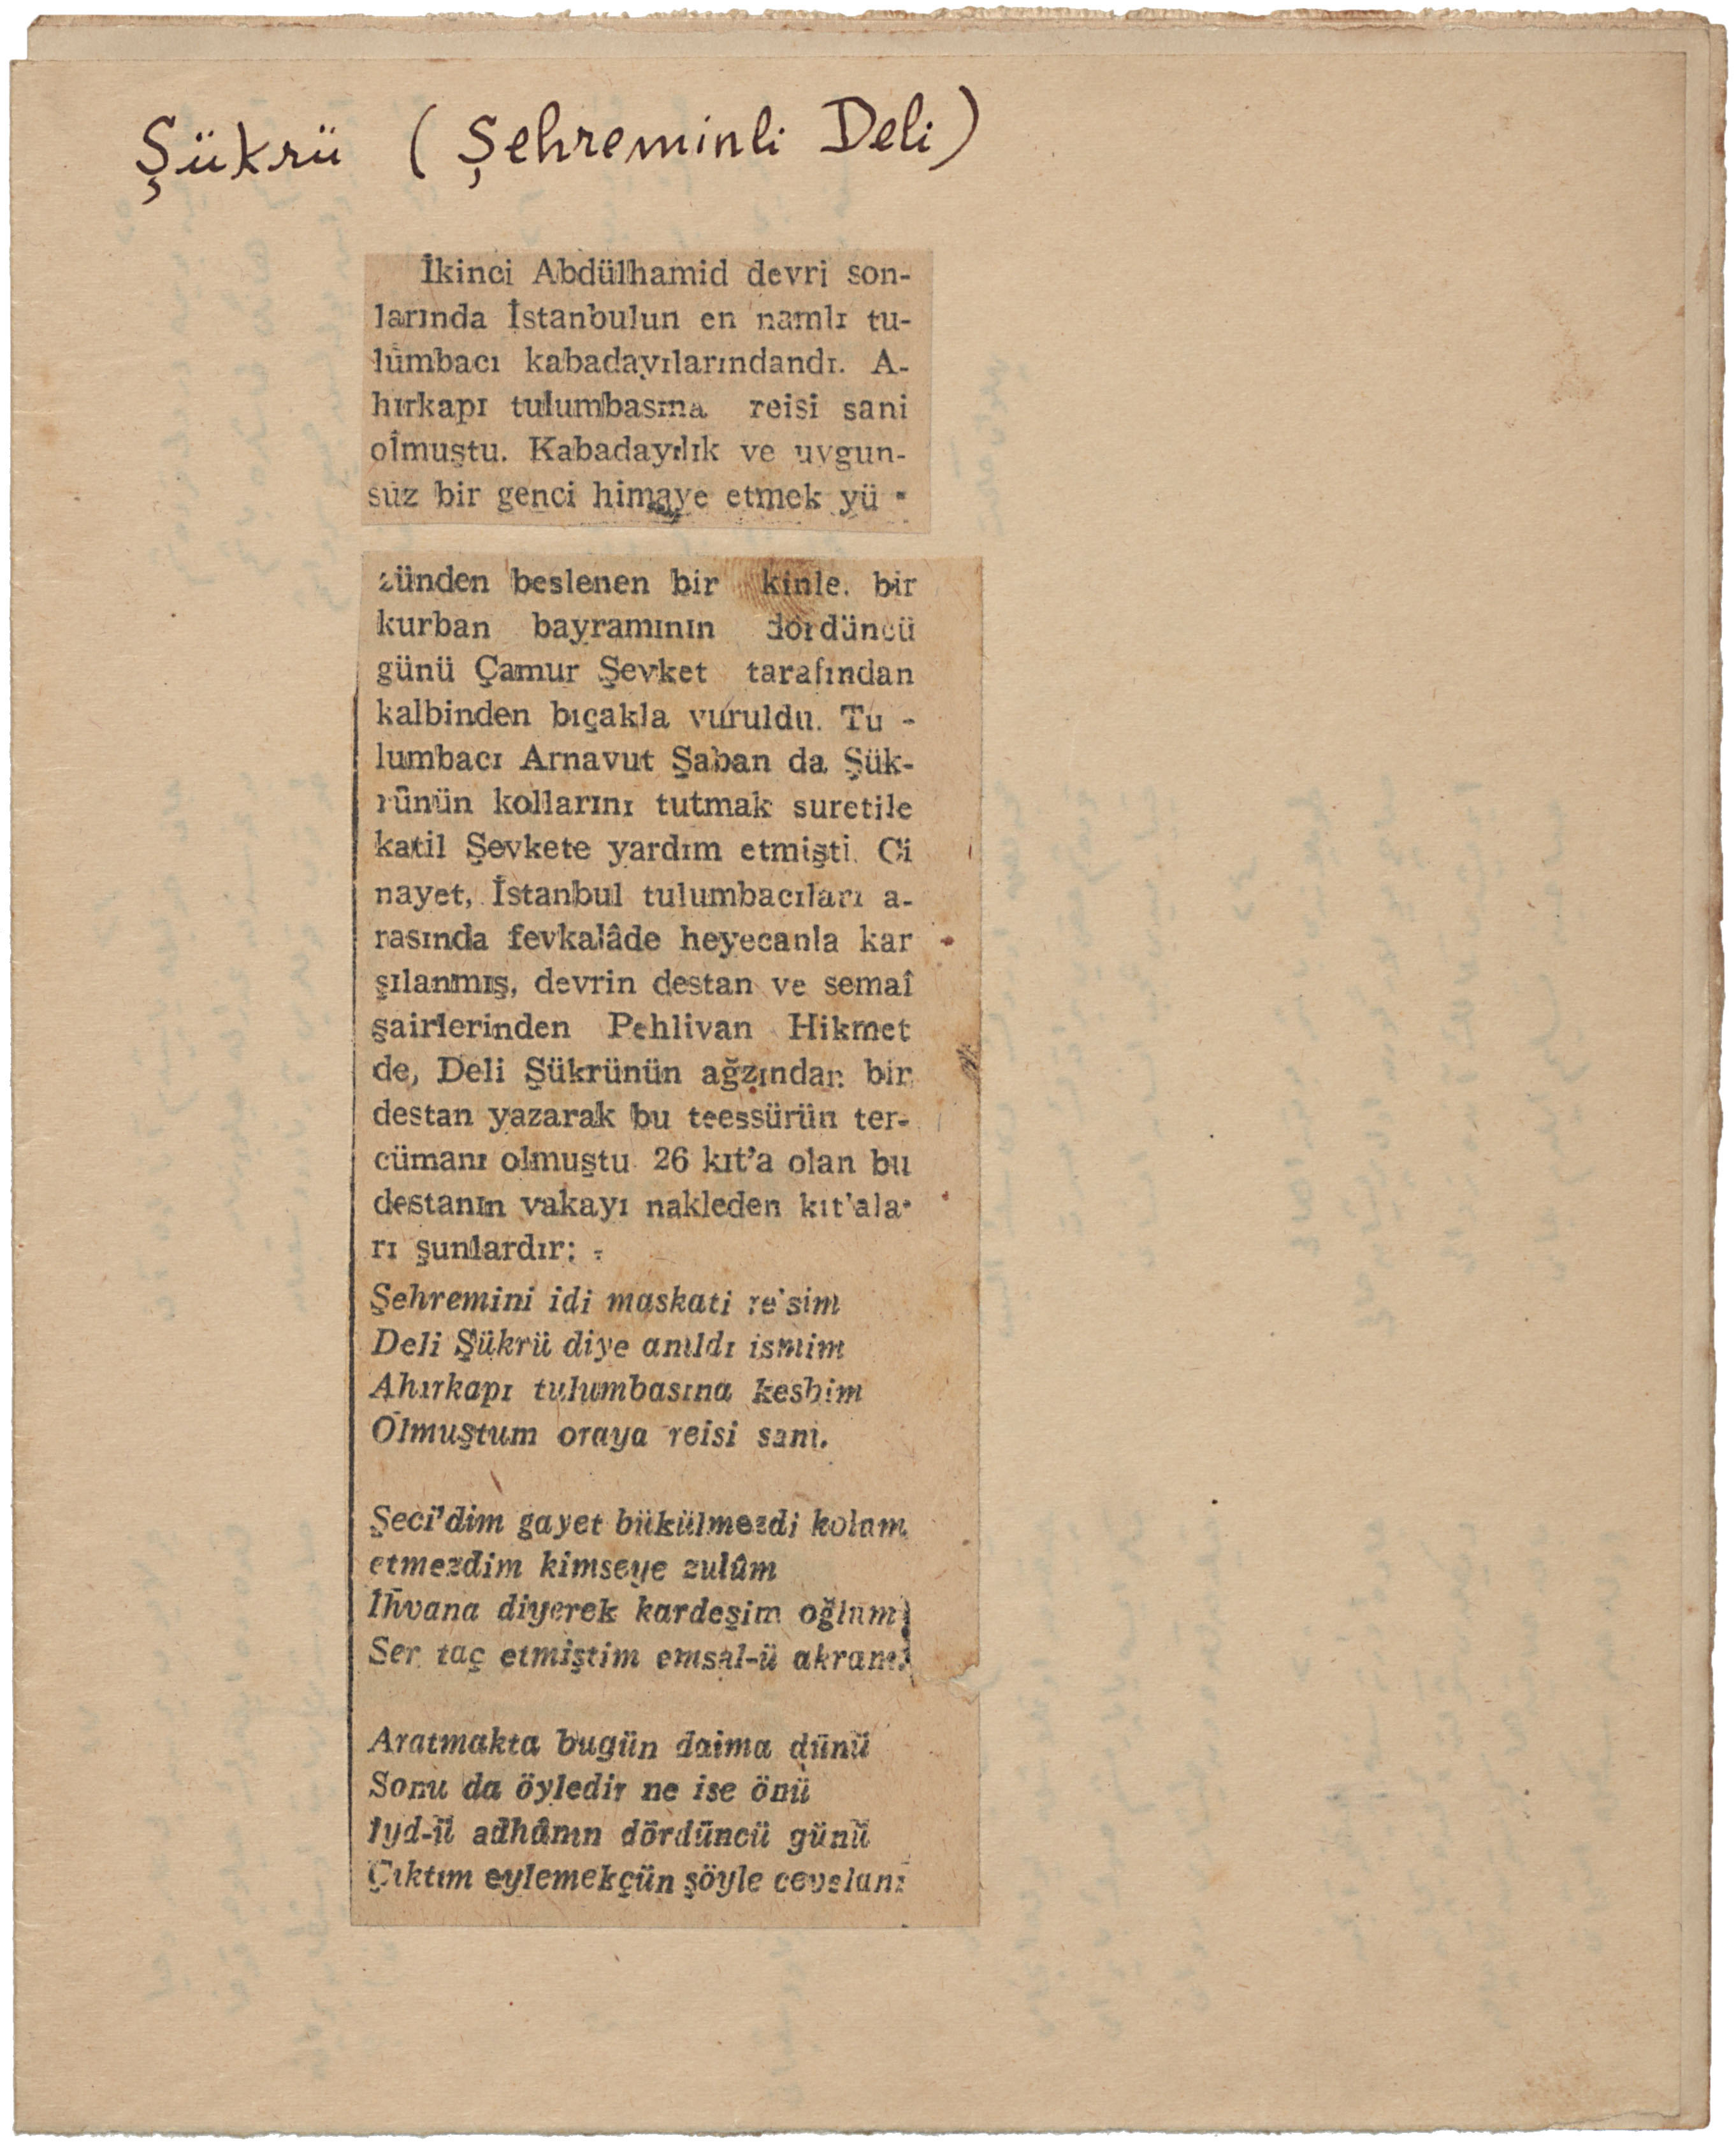 Şükrü (Şehreminli Deli)
İkinci Abdülhamid devri son-
larında İstanbulun en namlı tu-
lûmbacı kabadayılarındandı. A-
hırkapı tulumbasına reisi sani
olmuştu. Kabadayılık ve uygun-
suz bir genci himaye etmek yü -
zünden beslenen bir kinle. bir
kurban bayramının dördüncü
günü Çamur Şevket tarafından
kalbinden bıçakla vuruldu. Tu -
lumbacı Arnavut Şaban da Şük-
rünün kollarını tutmak suretile
katil Şevkete yardım etmişti. Ci
nayet, İstanbul tulumbacıları a-
rasında fevkalâde heyecanla kar
şılanmış, devrin destan ve semaî
şairlerinden Pehlivan Hikmet
de, Deli Şükrünün ağzından bir
destan yazarak bu teessürün ter-
cümanı olmuştu. 26 kıt'a olan bu
destanın vakayı nakleden kıt'ala-
rı şunlardır: -
Şehremini idi maskati re'sim
Deli Şükrü diye anıldı ismim
Ahırkapı tulumbasına kesbim
Olmuştum oraya reisi sani.
Şeci'dim gayet bükülmezdi kolum
etmezdim kimseye zulûm
İhvana diyerek kardeşim oğlum
Ser taç etmiştim emsal-ü akranı.
Aratmakta bugün daima dünü
Sonu da öyledir ne ise önü
Iyd-ü adhânın dördüncü günü
Çıktım eylemekçün şöyle cevelanı